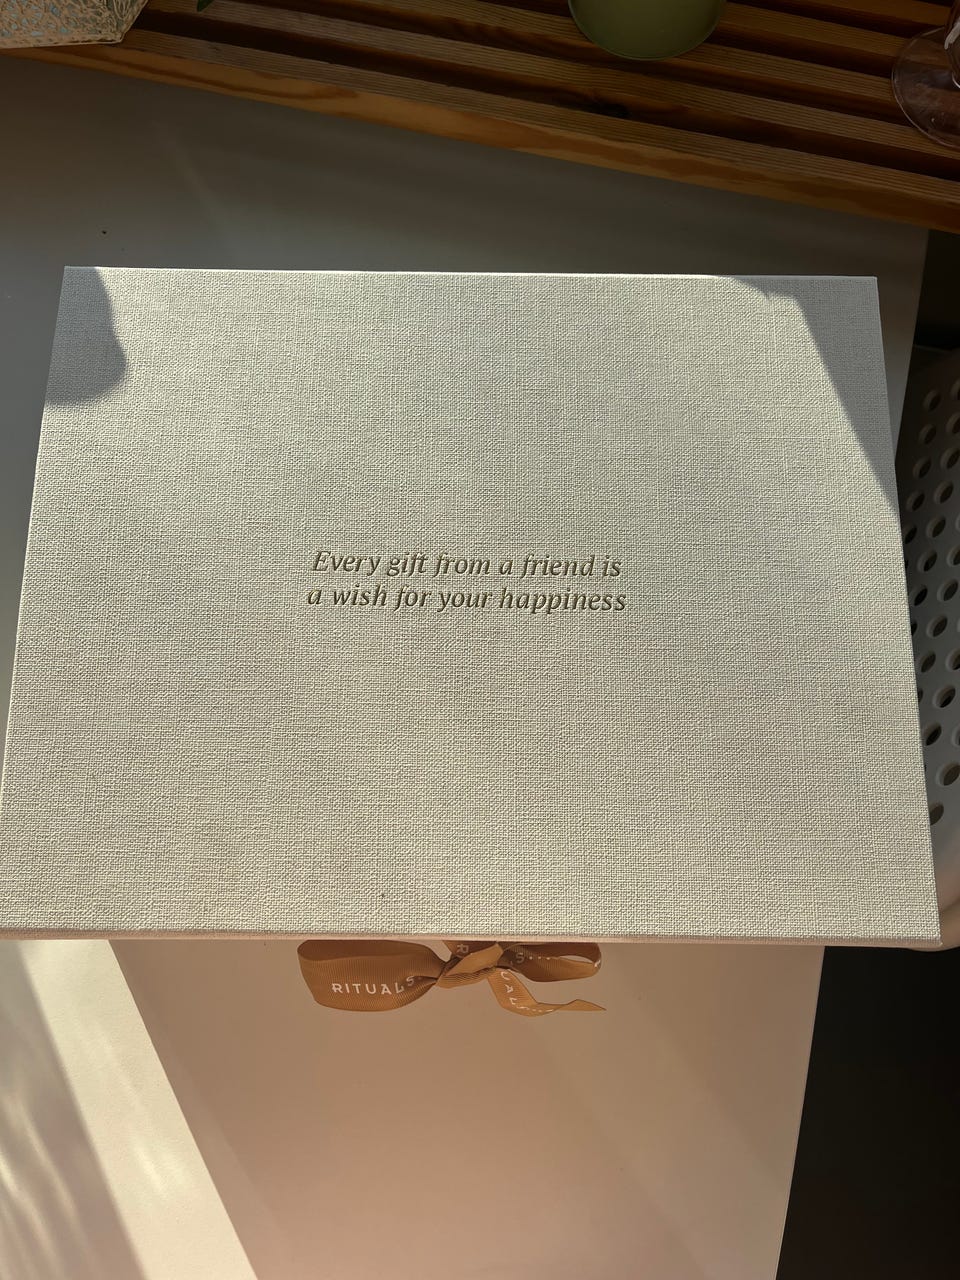 Every gift from a friend is
a wish for your happiness
RITUALS